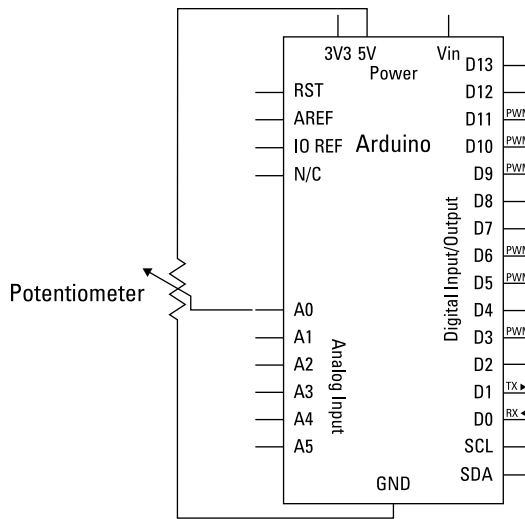 3V3 5V Vin
Power
Arduino
RST
AREF
IO REF
N/C
Potentiometer
A0
A1
A2
A3
A4
A5
Analog Input
GND
Digital Input/Output
D13
D12
D11 PWM
D10 PWM
D9 PWM
D8
D7
D6 PWM
D5 PWM
D4
D3 PWM
D2
D1 TX
D0 RX
SCL
SDA